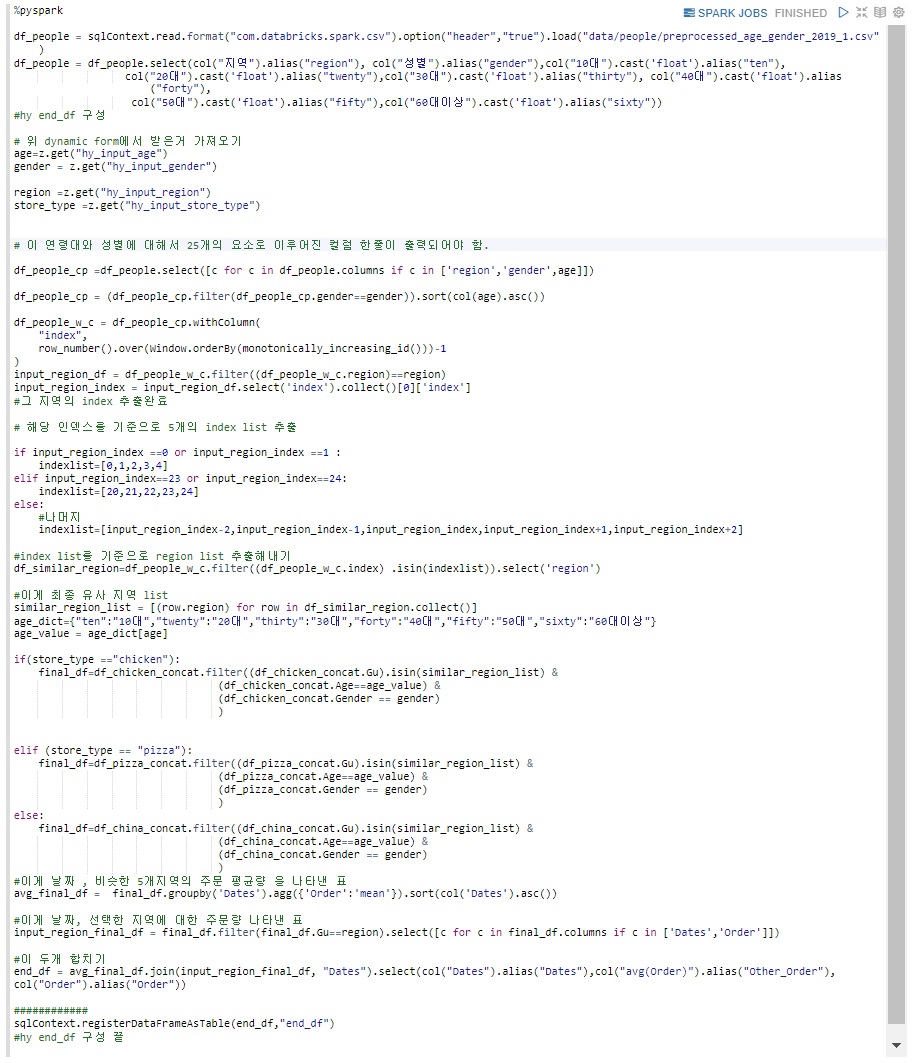 %pyspark
SPARK JOBS FINISHED
df_people = sqlContext.read.format("com.databricks.spark.csv").option("header","true").load("data/people/preprocessed_age_gender_2019_1.csv"
)
df_people = df_people.select(col("지역").alias("region"), col("성별").alias("gender"),col("10대").cast('float').alias("ten"),
col("20대").cast('float').alias("twenty"),col("30대").cast('float').alias("thirty"), col("40대").cast('float').alias
("forty"),
col("50대").cast('float').alias("fifty"),col("60대이상").cast('float').alias("sixty"))
#hy end_df 구성
# 위 dynamic form에서 받은거 가져오기
age=z.get("hy_input_age")
gender = z.get("hy_input_gender")
region =z.get("hy_input_region")
store_type =z.get("hy_input_store_type")
# 이 연령대와 성별에 대해서 25개의 요소로 이루어진 컬럼 한줄이 출력되어야 함.
df_people_cp =df_people.select([c for c in df_people.columns if c in ['region','gender',age]])
df_people_cp = (df_people_cp.filter(df_people_cp.gender==gender)).sort(col(age).asc())
df_people_w_c = df_people_cp.withColumn(
"index",
row_number().over(Window.orderBy(monotonically_increasing_id()))-1
)
input_region_df = df_people_w_c.filter((df_people_w_c.region)==region)
input_region_index = input_region_df.select('index').collect()[0]['index']
#그 지역의 index 추출완료
# 해당 인덱스를 기준으로 5개의 index list 추출
if input_region_index ==0 or input_region_index ==1 :
indexlist=[0,1,2,3,4]
elif input_region_index==23 or input_region_index==24:
indexlist=[20,21,22,23,24]
else:
#나머지
indexlist=[input_region_index-2,input_region_index-1,input_region_index,input_region_index+1,input_region_index+2]
#index list를 기준으로 region list 추출해내기
df_similar_region=df_people_w_c.filter((df_people_w_c.index) .isin(indexlist)).select('region')
#이게 최종 유사 지역 list
similar_region_list = [(row.region) for row in df_similar_region.collect()]
age_dict={"ten":"10대","twenty":"20대","thirty":"30대","forty":"40대","fifty":"50대","sixty":"60대이상"}
age_value = age_dict[age]
if(store_type =="chicken"):
final_df=df_chicken_concat.filter((df_chicken_concat.Gu).isin(similar_region_list) &
(df_chicken_concat.Age==age_value) &
(df_chicken_concat.Gender == gender)
)
elif (store_type == "pizza"):
final_df=df_pizza_concat.filter((df_pizza_concat.Gu).isin(similar_region_list) &
(df_pizza_concat.Age==age_value) &
(df_pizza_concat.Gender == gender)
)
else:
final_df=df_china_concat.filter((df_china_concat.Gu).isin(similar_region_list) &
(df_china_concat.Age==age_value) &
(df_china_concat.Gender == gender)
)
#이게 날짜 , 비슷한 5개지역의 주문 평균량 을 나타낸 표
avg_final_df =  final_df.groupby('Dates').agg({'Order':'mean'}).sort(col('Dates').asc())
#이게 날짜, 선택한 지역에 대한 주문량 나타낸 표
input_region_final_df = final_df.filter(final_df.Gu==region).select([c for c in final_df.columns if c in ['Dates','Order']])
#이 두개 합치기
end_df = avg_final_df.join(input_region_final_df, "Dates").select(col("Dates").alias("Dates"),col("avg(Order)").alias("Other_Order"),
col("Order").alias("Order"))
############
sqlContext.registerDataFrameAsTable(end_df,"end_df")
#hy end_df 구성 끝